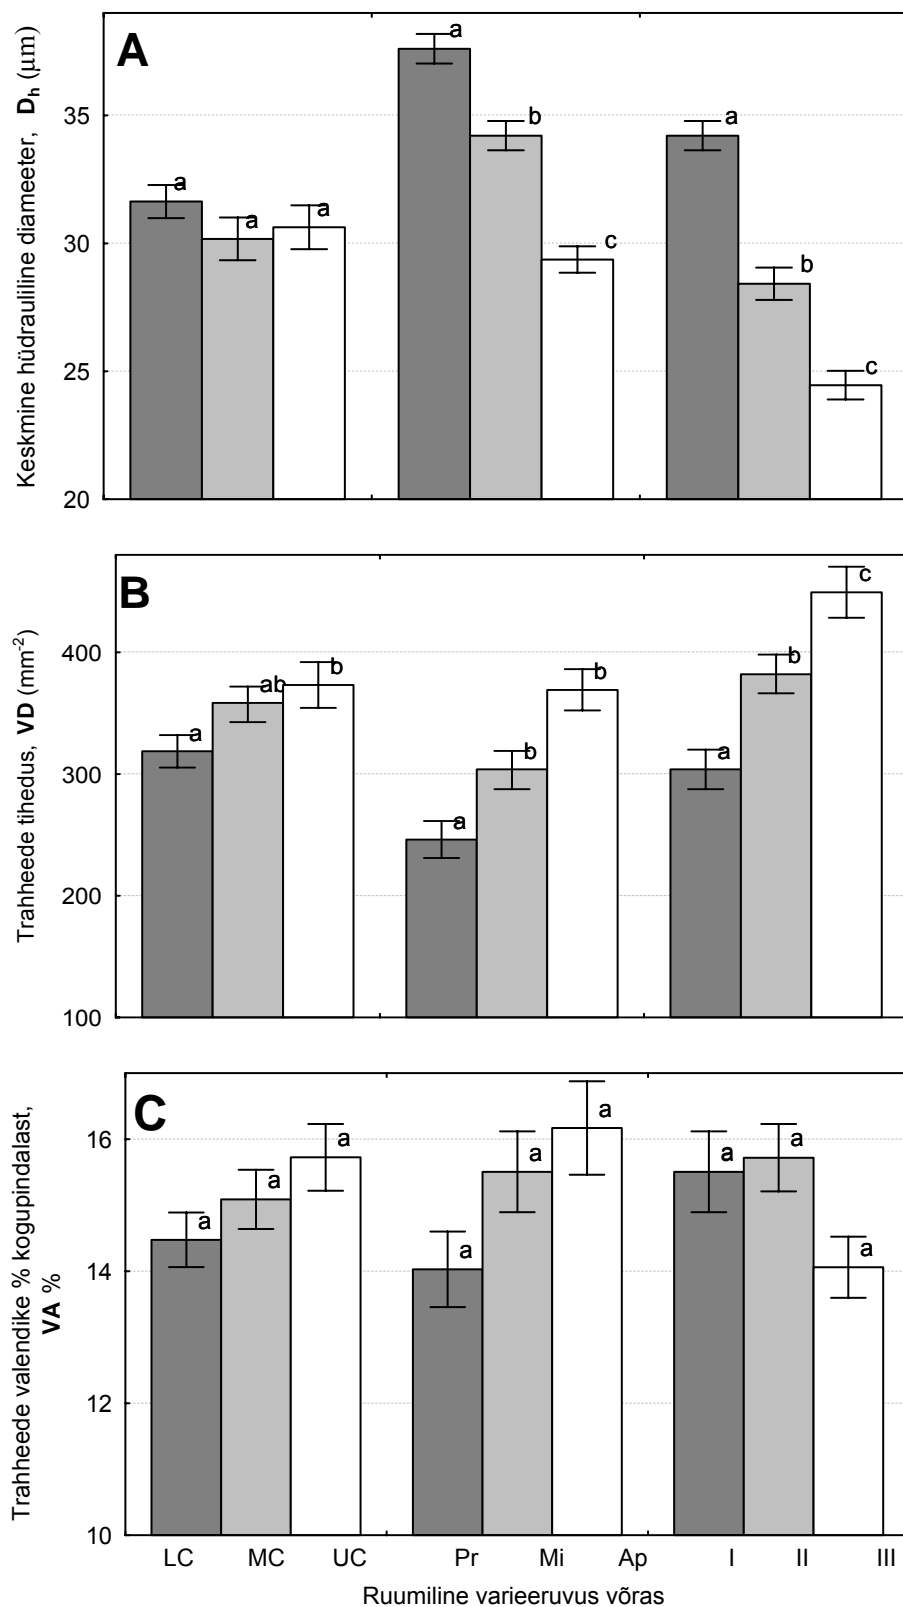 A
Keskmine hüdrauliline diameeter, Dh (µm)
35
30
25
20
a
a
a
a
b
c
a
b
c
B
Trahheede tihedus, VD (mm-2)
400
300
200
100
a
ab
b
a
b
b
a
b
c
C
Trahheede valendike % kogupindalast,
VA %
16
14
12
10
a
a
a
a
a
a
a
a
a
LC MC UC Pr Mi Ap I II III
Ruumiline varieeruvus võras